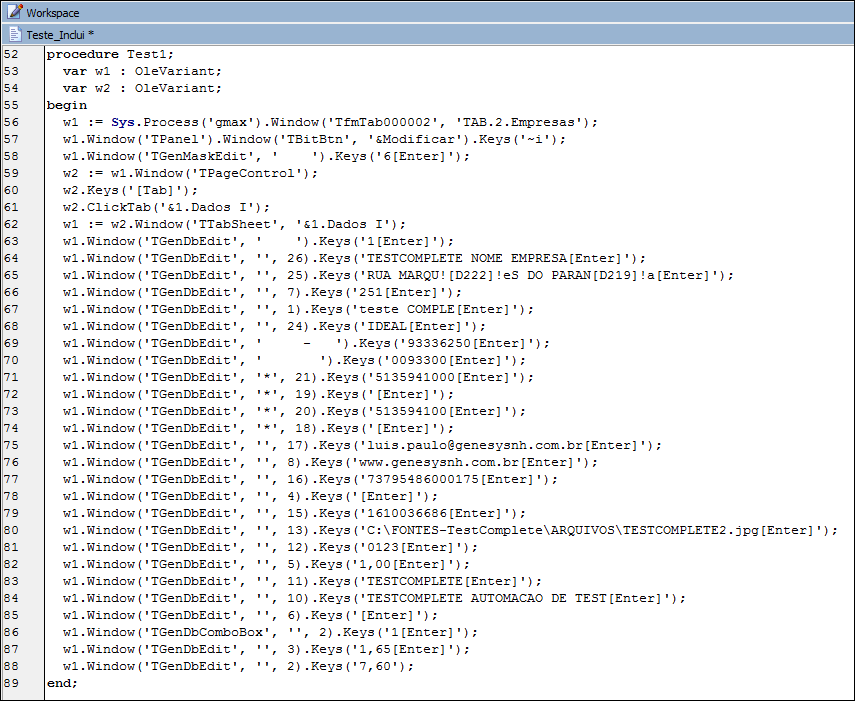 Workspace
Teste_Inclui *
52 procedure Test1;
53   var w1 : OleVariant;
54   var w2 : OleVariant;
55 begin
56   w1 := Sys.Process('gmax').Window('TfmTab000002', 'TAB.2.Empresas');
57   w1.Window('TPanel').Window('TBitBtn', '&Modificar').Keys('~i');
58   w1.Window('TGenMaskEdit', '    ').Keys('6[Enter]');
59   w2 := w1.Window('TPageControl');
60   w2.Keys('[Tab]');
61   w2.ClickTab('&1.Dados I');
62   w1 := w2.Window('TTabSheet', '&1.Dados I');
63   w1.Window('TGenDbEdit', '    ').Keys('1[Enter]');
64   w1.Window('TGenDbEdit', '', 26).Keys('TESTCOMPLETE NOME EMPRESA[Enter]');
65   w1.Window('TGenDbEdit', '', 25).Keys('RUA MARQU![D222]!eS DO PARAN[D219]!a[Enter]');
66   w1.Window('TGenDbEdit', '', 7).Keys('251[Enter]');
67   w1.Window('TGenDbEdit', '', 1).Keys('teste COMPLE[Enter]');
68   w1.Window('TGenDbEdit', '', 24).Keys('IDEAL[Enter]');
69   w1.Window('TGenDbEdit', '     -   ').Keys('93336250[Enter]');
70   w1.Window('TGenDbEdit', '       ').Keys('0093300[Enter]');
71   w1.Window('TGenDbEdit', '*', 21).Keys('5135941000[Enter]');
72   w1.Window('TGenDbEdit', '*', 19).Keys('[Enter]');
73   w1.Window('TGenDbEdit', '*', 20).Keys('513594100[Enter]');
74   w1.Window('TGenDbEdit', '*', 18).Keys('[Enter]');
75   w1.Window('TGenDbEdit', '', 17).Keys('luis.paulo@genesysnh.com.br[Enter]');
76   w1.Window('TGenDbEdit', '', 8).Keys('www.genesysnh.com.br[Enter]');
77   w1.Window('TGenDbEdit', '', 16).Keys('73795486000175[Enter]');
78   w1.Window('TGenDbEdit', '', 4).Keys('[Enter]');
79   w1.Window('TGenDbEdit', '', 15).Keys('1610036686[Enter]');
80   w1.Window('TGenDbEdit', '', 13).Keys('C:\FONTES-TestComplete\ARQUIVOS\TESTCOMPLETE2.jpg[Enter]');
81   w1.Window('TGenDbEdit', '', 12).Keys('0123[Enter]');
82   w1.Window('TGenDbEdit', '', 5).Keys('1,00[Enter]');
83   w1.Window('TGenDbEdit', '', 11).Keys('TESTCOMPLETE[Enter]');
84   w1.Window('TGenDbEdit', '', 10).Keys('TESTCOMPLETE AUTOMACAO DE TEST[Enter]');
85   w1.Window('TGenDbEdit', '', 6).Keys('[Enter]');
86   w1.Window('TGenDbComboBox', '', 2).Keys('1[Enter]');
87   w1.Window('TGenDbEdit', '', 3).Keys('1,65[Enter]');
88   w1.Window('TGenDbEdit', '', 2).Keys('7,60');
89 end;